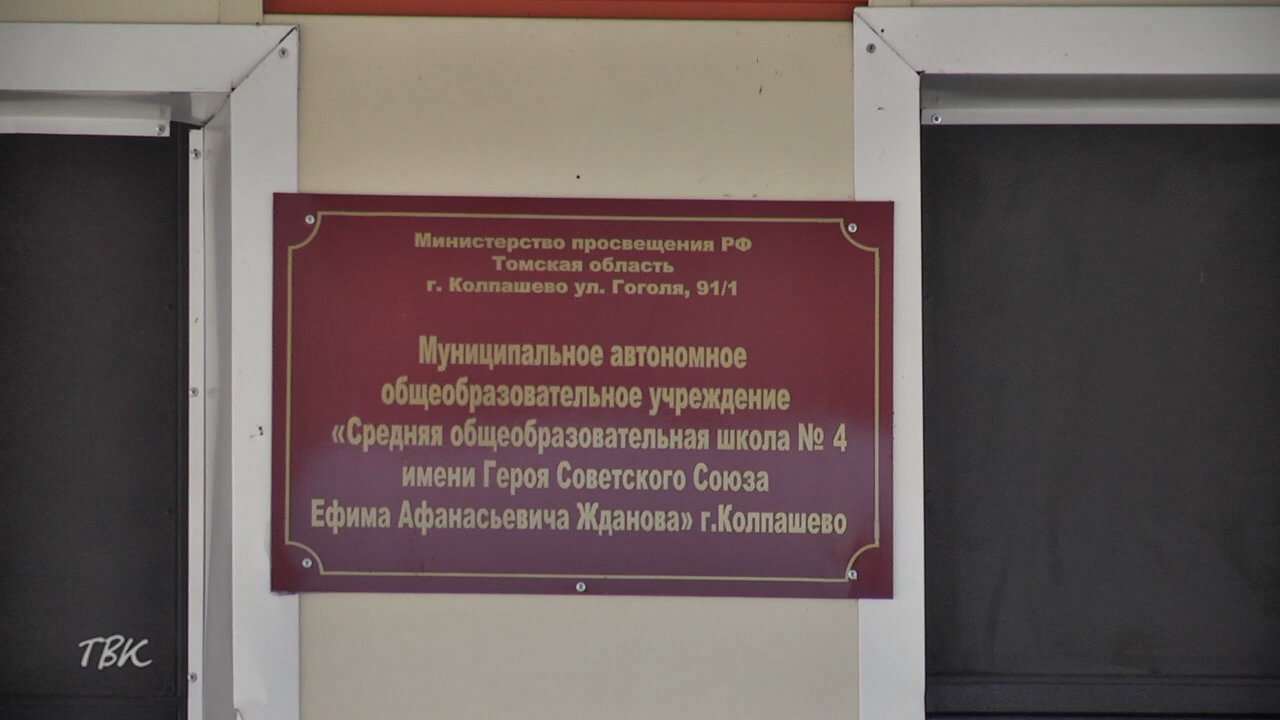 Министерство просвещения РФ
Томская область
г. Колпашево ул. Гоголя, 91/1
Муниципальное автономное
общеобразовательное учреждение
«Средняя общеобразовательная школа № 4
имени Героя Советского Союза
Ефима Афанасьевича Жданова» г.Колпашево
ТВК